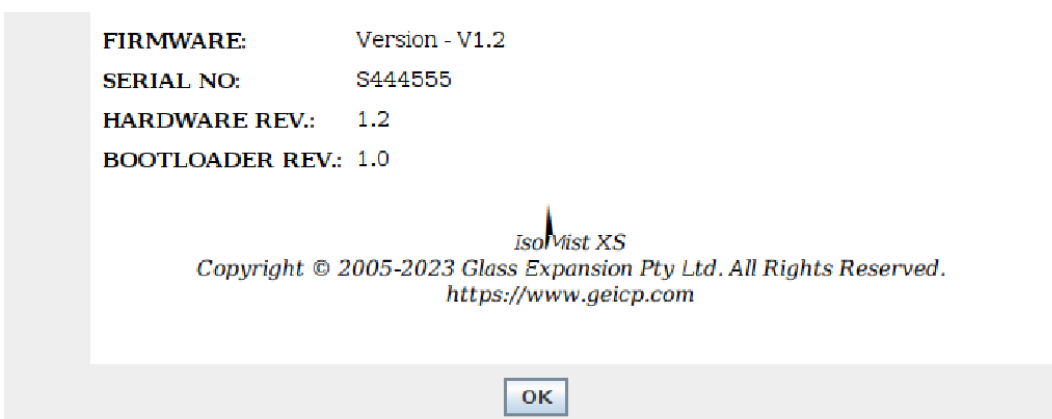 FIRMWARE: Version - V1.2
SERIAL NO: S444555
HARDWARE REV.: 1.2
BOOTLOADER REV.: 1.0
IsoMist XS
Copyright © 2005-2023 Glass Expansion Pty Ltd. All Rights Reserved.
https://www.geicp.com
OK